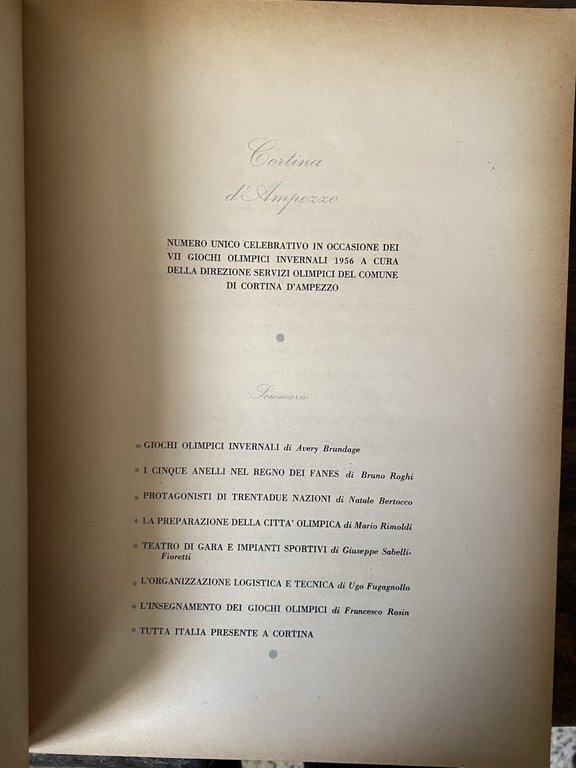 Cortina
d'Ampezzo
NUMERO UNICO CELEBRATIVO IN OCCASIONE DEI
VII GIOCHI OLIMPICI INVERNALI 1956 A CURA
DELLA DIREZIONE SERVIZI OLIMPICI DEL COMUNE
DI CORTINA D'AMPEZZO
Sommario
GIOCHI OLIMPICI INVERNALI di Avery Brundage
I CINQUE ANELLI NEL REGNO DEI FANES di Bruno Roghi
PROTAGONISTI DI TRENTADUE NAZIONI di Natale Bertocco
LA PREPARAZIONE DELLA CITTA' OLIMPICA di Mario Rimoldi
TEATRO DI GARA E IMPIANTI SPORTIVI di Giuseppe Sabelli-
Fioretti
L'ORGANIZZAZIONE LOGISTICA E TECNICA di Ugo Fugagnollo
L'INSEGNAMENTO DEI GIOCHI OLIMPICI di Francesco Rosin
TUTTA ITALIA PRESENTE A CORTINA